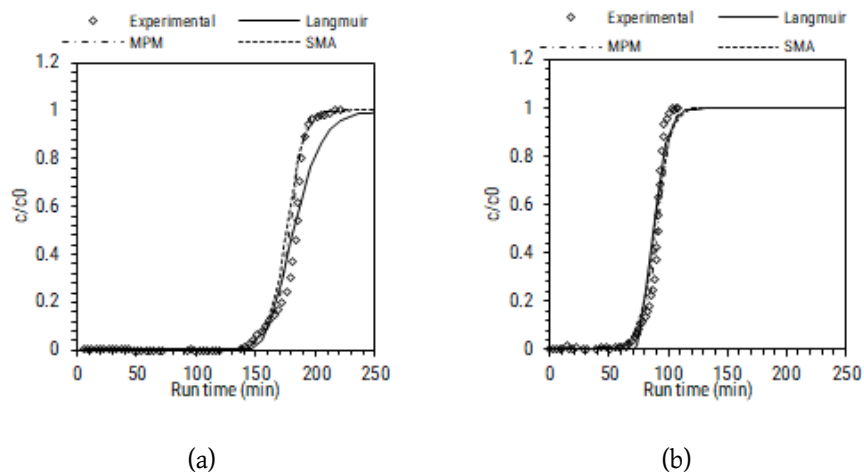 Experimental Langmuir
MPM SMA
1.2
1
0.8
0.6
0.4
0.2
0
c/c0
0 50 100 150 200 250
Run time (min)
(a)
Experimental Langmuir
MPM SMA
1.2
1
0.8
0.6
0.4
0.2
0
c/c0
0 50 100 150 200 250
Run time (min)
(b)